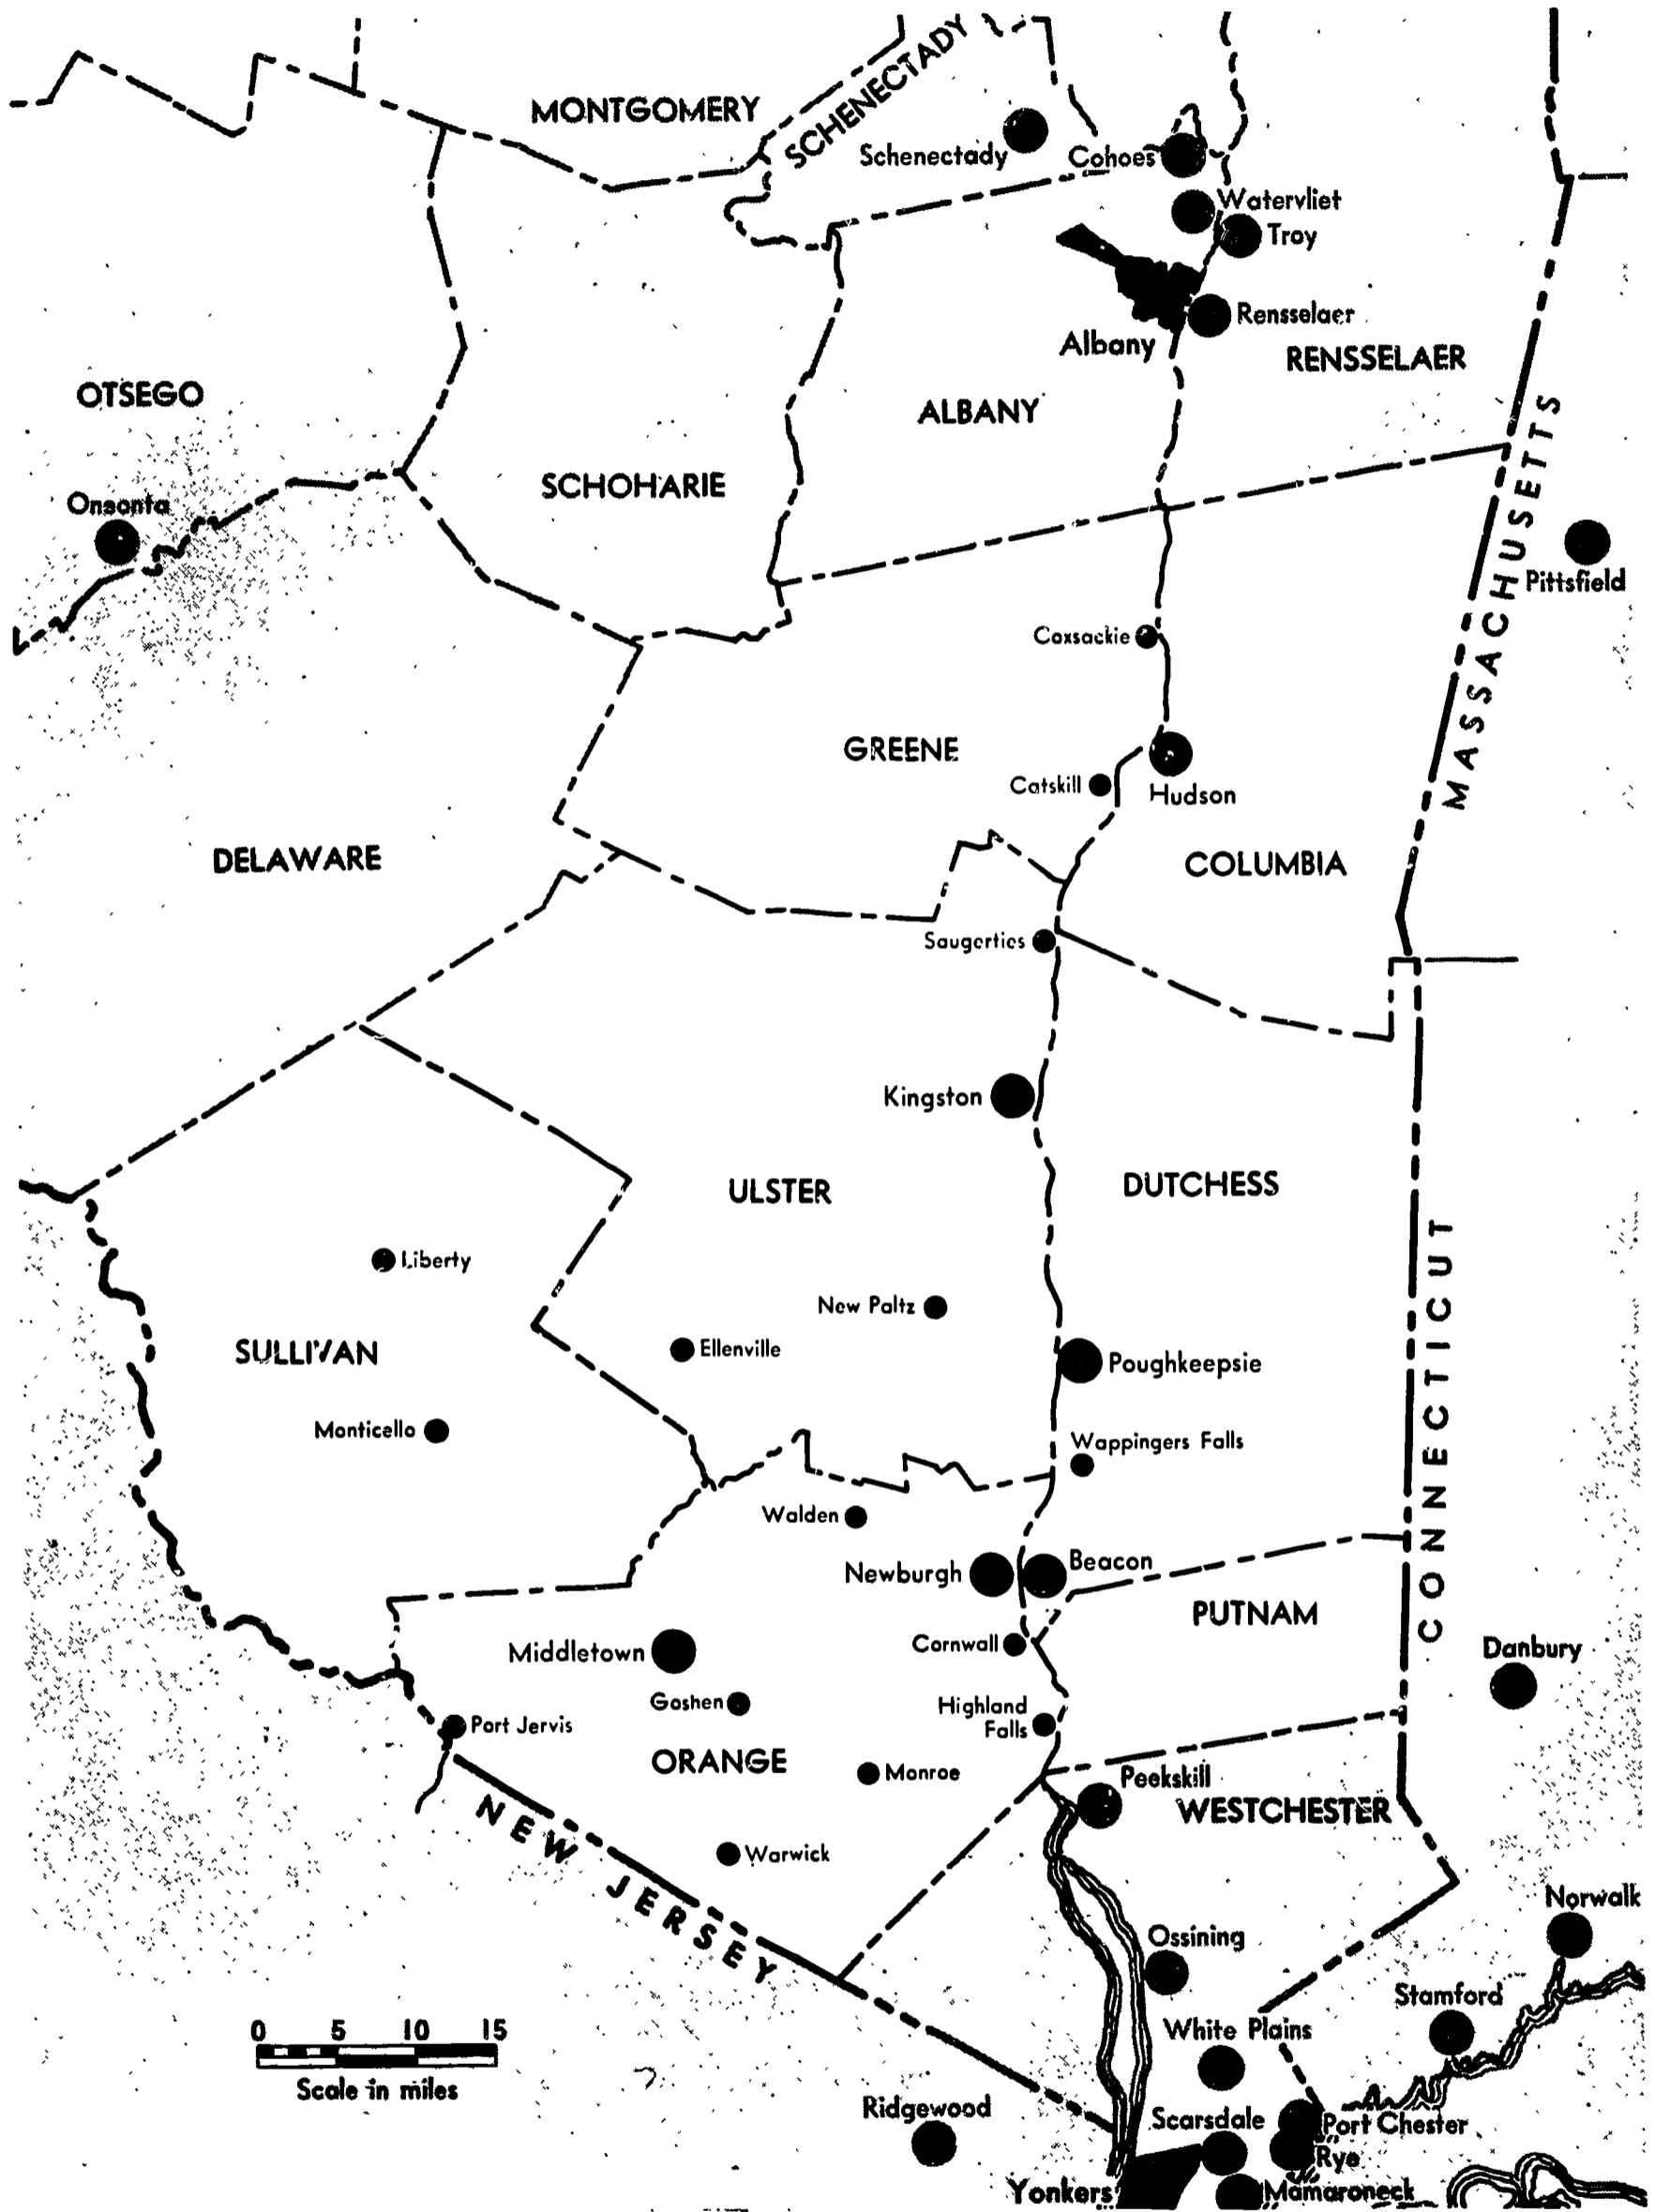 SCHENECTADY
MONTGOMERY
Schenectady
Cohoes
Watervliet
Troy
Rensselaer
Albany
RENSSELAER
OTSEGO
ALBANY
MASSACHUSETTS
SCHOHARIE
Onsonta
Pittsfield
Coxsackie
GREENE
Catskill
Hudson
DELAWARE
COLUMBIA
Saugerties
Kingston
ULSTER
DUTCHESS
CONNECTICUT
Liberty
New Paltz
SULLIVAN
Ellenville
Poughkeepsie
Monticello
Wappingers Falls
Walden
Newburgh
Beacon
PUTNAM
Cornwall
Middletown
Danbury
Goshen
Highland
Falls
Port Jervis
ORANGE
Monroe
Peekskill
WESTCHESTER
NEW JERSEY
Warwick
Norwalk
Ossining
Stamford
White Plains
0 5 10 15
Scale in miles
Ridgewood
Scarsdale
Port Chester
Rye
Yonkers
Mamaroneck